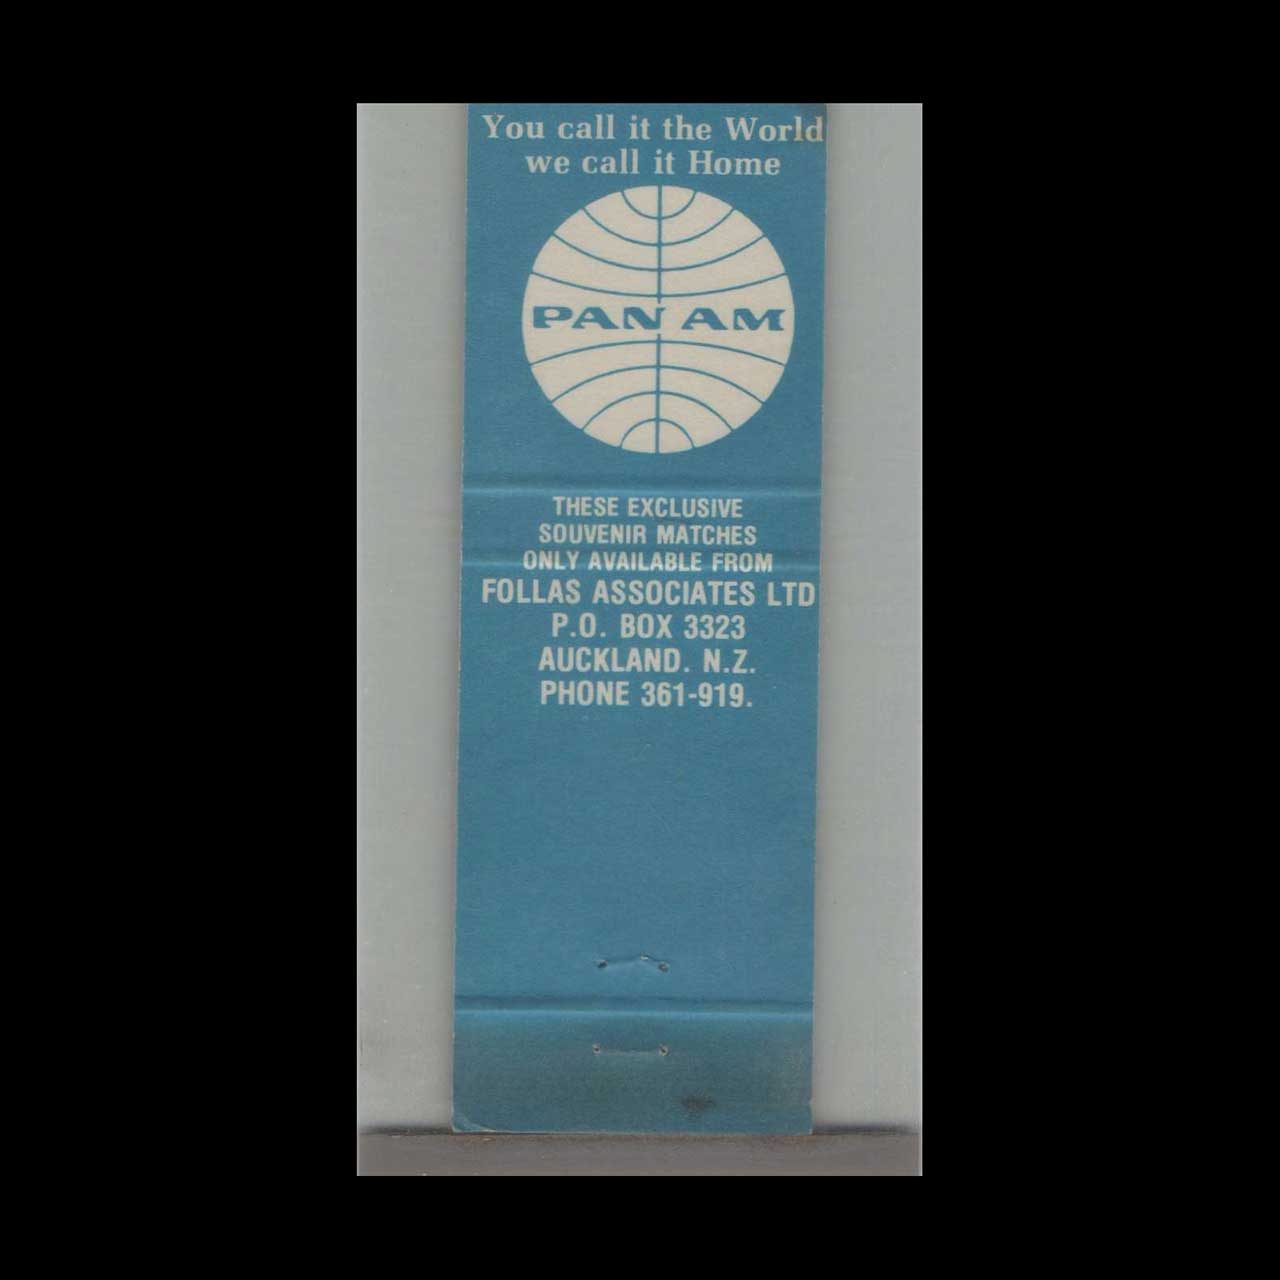 You call it the World
we call it Home
PAN AM
THESE EXCLUSIVE
SOUVENIR MATCHES
ONLY AVAILABLE FROM
FOLLAS ASSOCIATES LTD
P.O. BOX 3323
AUCKLAND. N.Z.
PHONE 361-919.